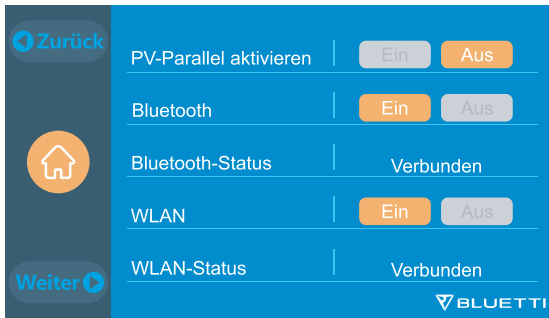 Zurück
PV-Parallel aktivieren Ein Aus
Bluetooth Ein Aus
Bluetooth-Status Verbunden
WLAN Ein Aus
WLAN-Status Verbunden
Weiter
BLUETTI